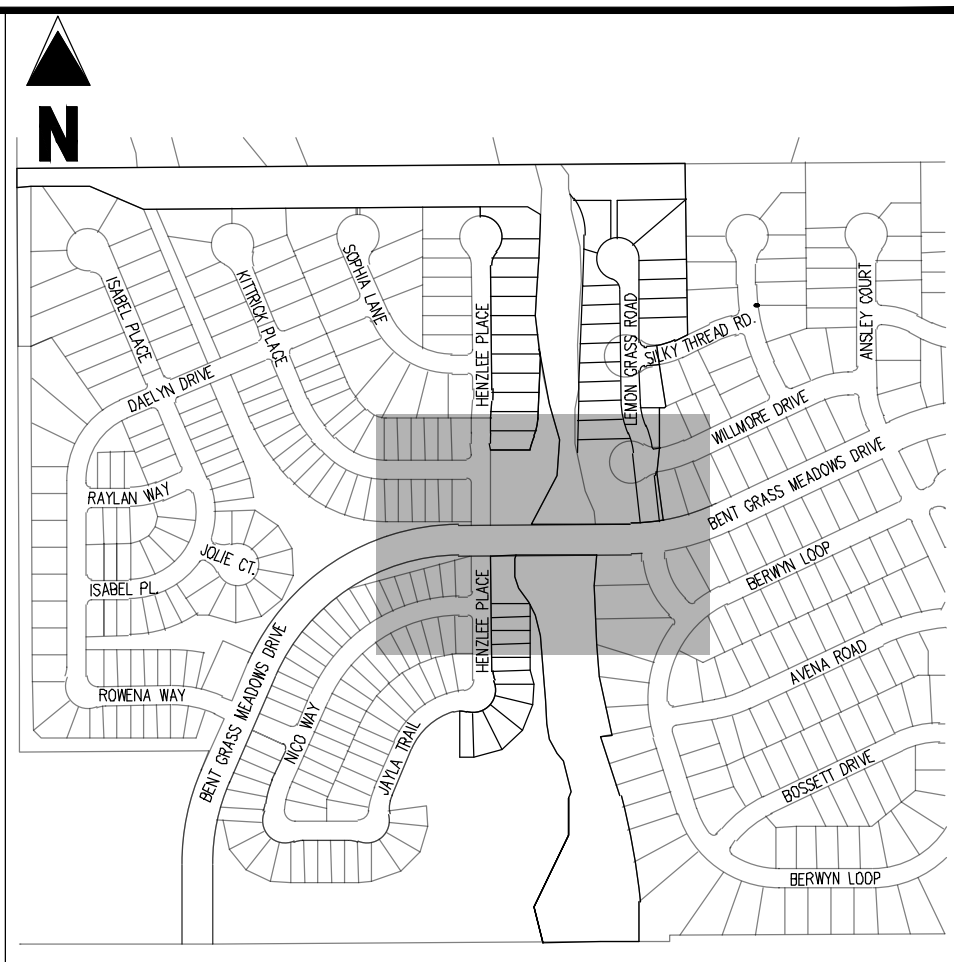 N
ISABEL PLACE
KITTRICK PLACE
SOPHIA LANE
HENZLEE PLACE
LEMON GRASS ROAD
SILKY THREAD RD.
ANSLEY COURT
DAELYN DRIVE
WILLMORE DRIVE
BENT GRASS MEADOWS DRIVE
RAYLAN WAY
JOLIE CT.
ISABEL PL.
BERWYN LOOP
HENZLEE PLACE
BENT GRASS MEADOWS DRIVE
AVENA ROAD
ROWENA WAY
NICO WAY
JAYLA TRAIL
BOSSETT DRIVE
BERWYN LOOP